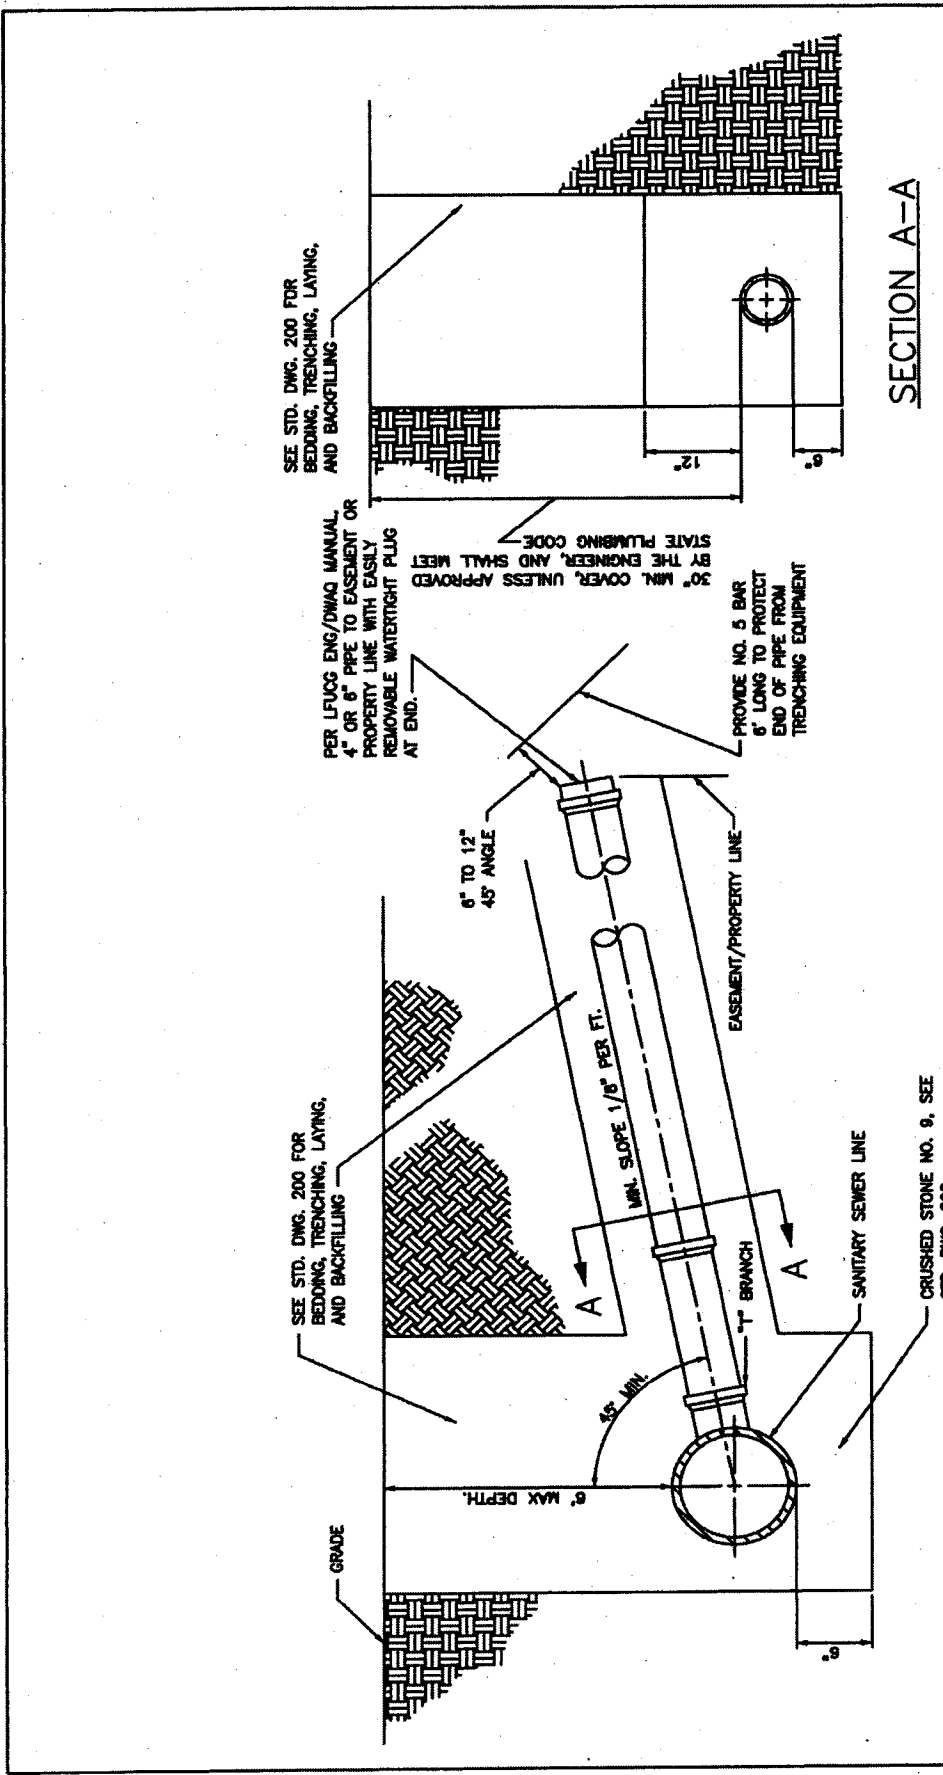 GRADE
SEE STD. DWG. 200 FOR
BEDDING, TRENCHING, LAYING,
AND BACKFILLING
6' MAX DEPTH.
45° MIN.
6"
A
A
MIN. SLOPE 1/8" PER FT.
"T" BRANCH
SANITARY SEWER LINE
CRUSHED STONE NO. 9, SEE
6" TO 12"
45° ANGLE
EASEMENT/PROPERTY LINE
PER LFUCG ENG/DWAQ MANUAL,
4" OR 6" PIPE TO EASEMENT OR
PROPERTY LINE WITH EASILY
REMOVABLE WATERTIGHT PLUG
AT END.
PROVIDE NO. 5 BAR
6' LONG TO PROTECT
END OF PIPE FROM
TRENCHING EQUIPMENT
30" MIN. COVER, UNLESS APPROVED
BY THE ENGINEER, AND SHALL MEET
STATE PLUMBING CODE
SEE STD. DWG. 200 FOR
BEDDING, TRENCHING, LAYING,
AND BACKFILLING
12"
6"
SECTION A-A